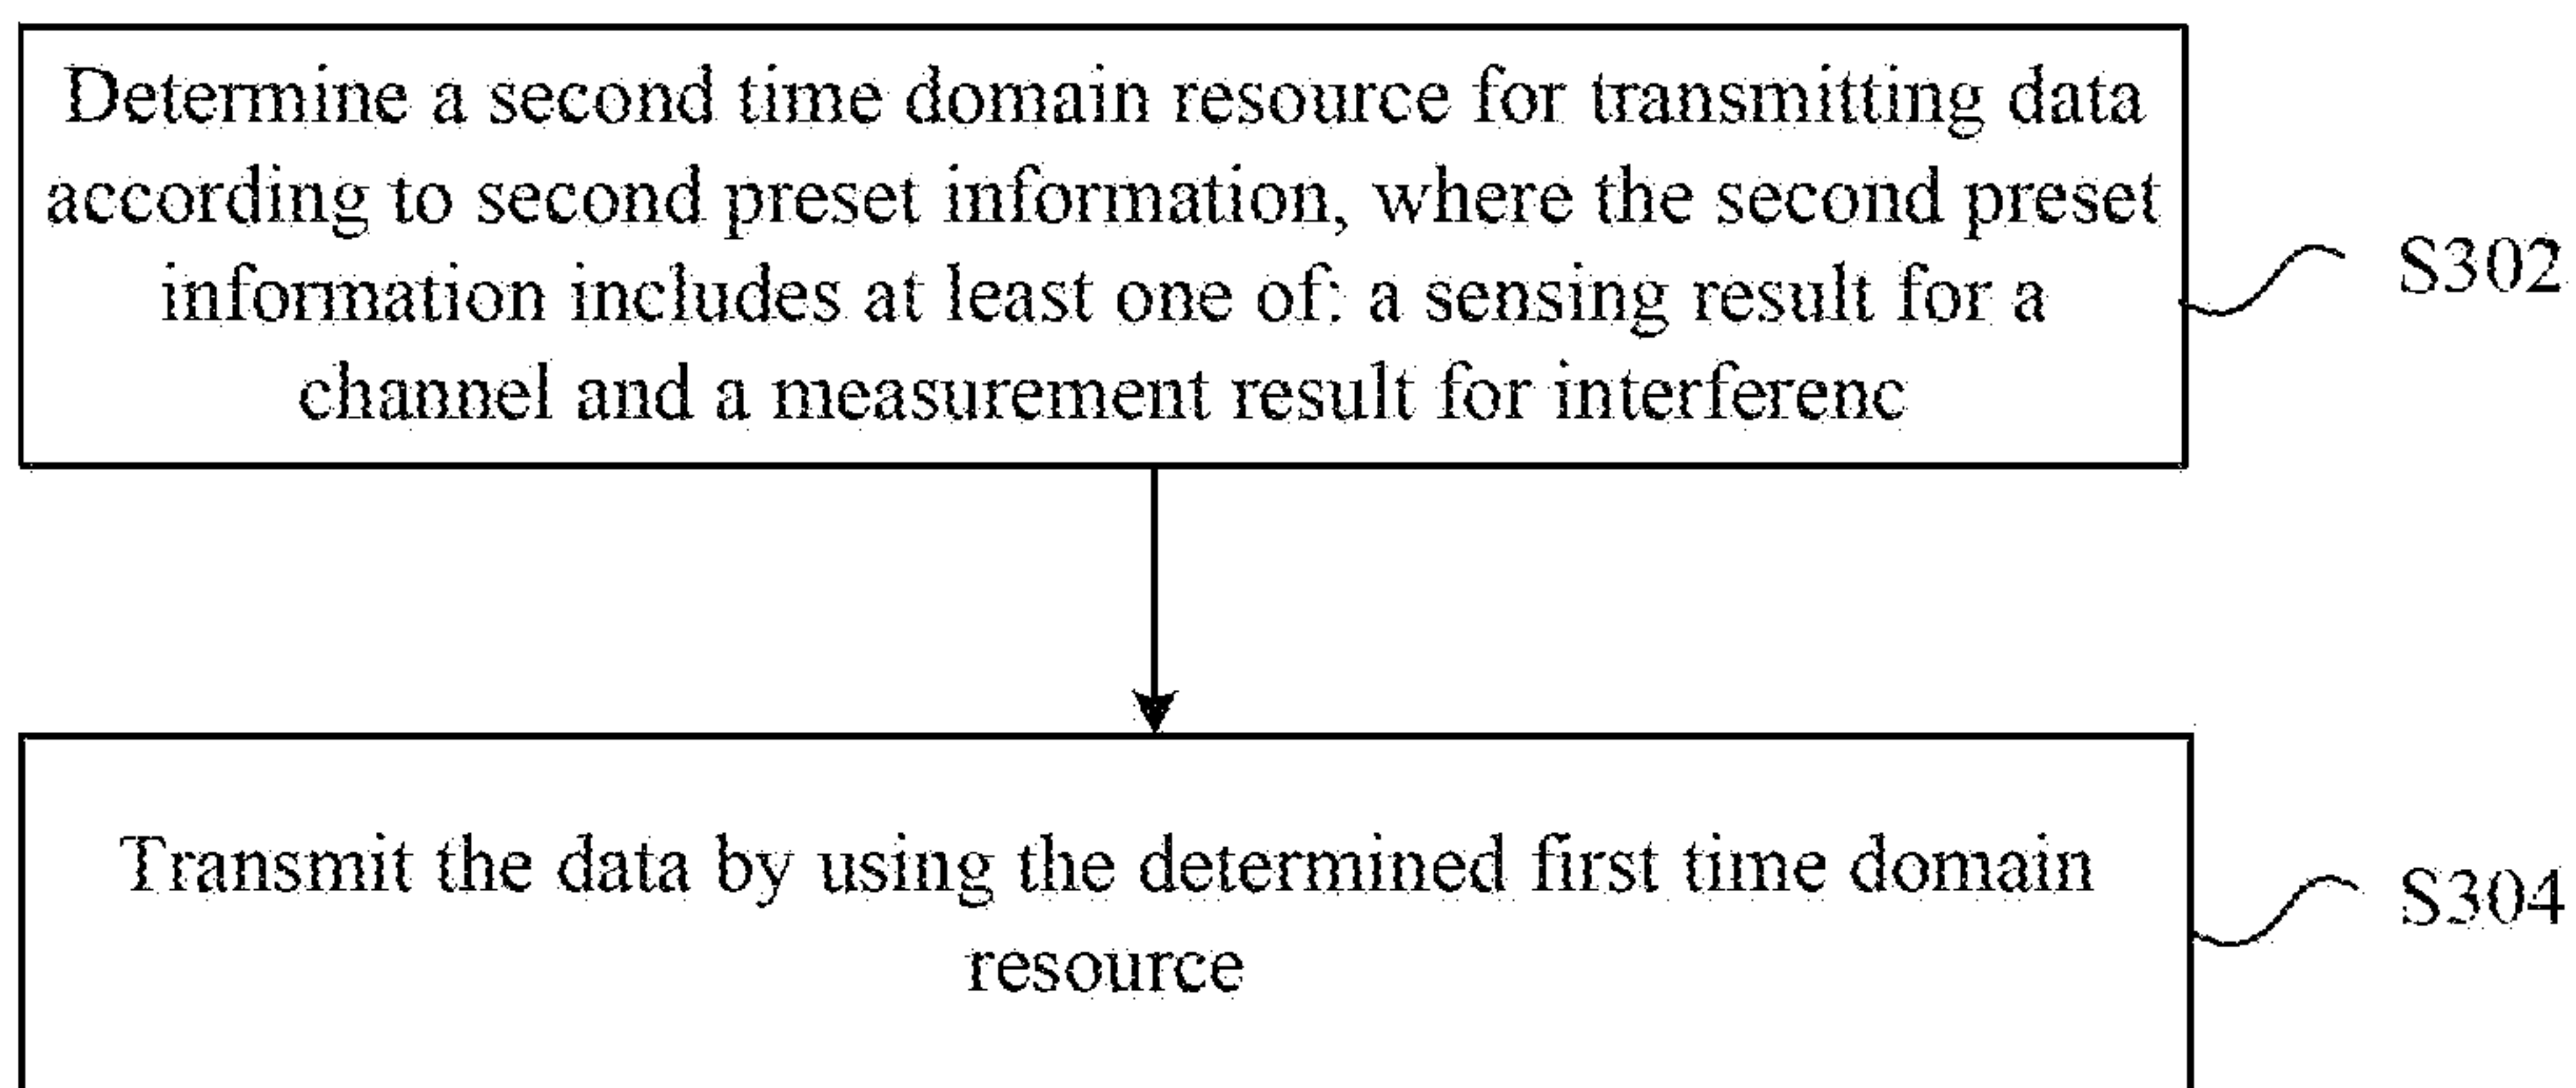 Determine a second time domain resource for transmitting data
according to second preset information, where the second preset
information includes at least one of: a sensing result for a
channel and a measurement result for interferenc
S302
Transmit the data by using the determined first time domain
resource
S304